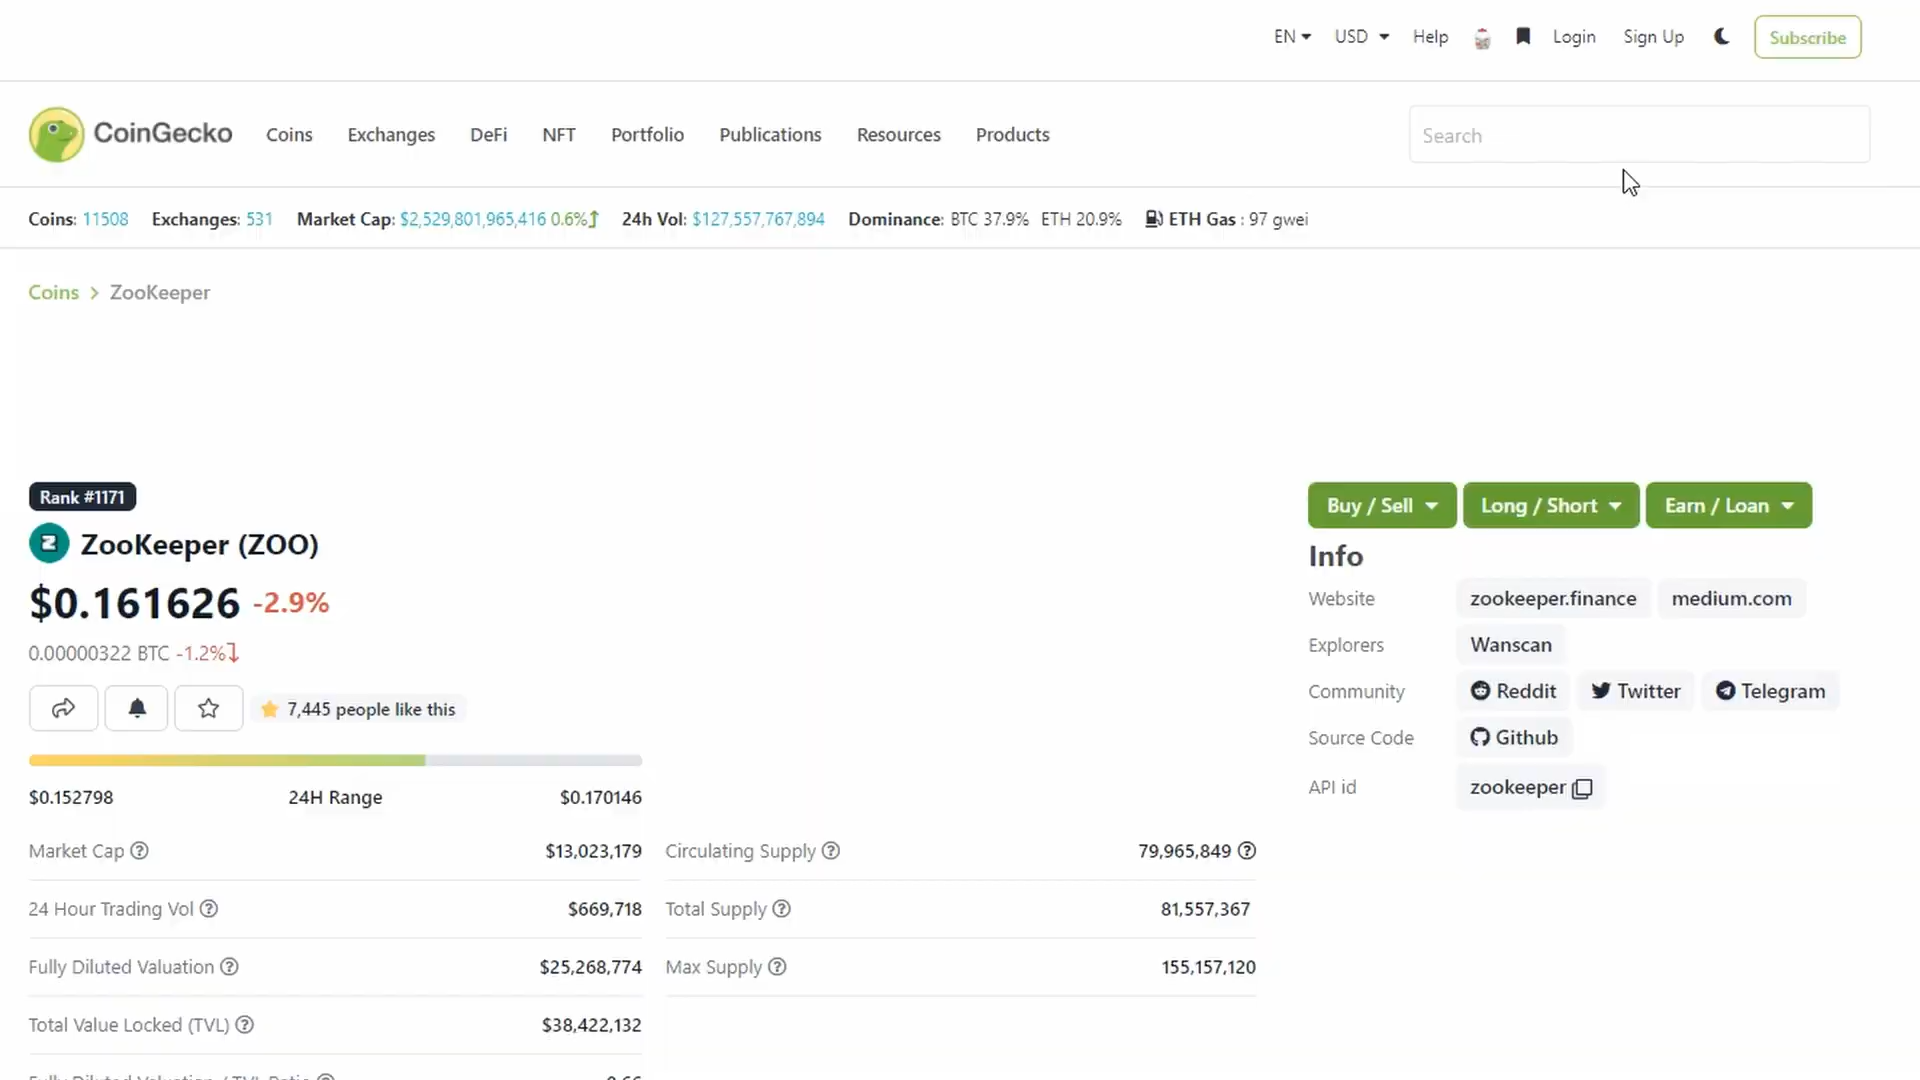 EN USD Help Login Sign Up Subscribe
CoinGecko Coins Exchanges DeFi NFT Portfolio Publications Resources Products Search
Coins: 11508 Exchanges: 531 Market Cap: $2,529,801,965,416 0.6% 24h Vol: $127,557,767,894 Dominance: BTC 37.9% ETH 20.9% ETH Gas : 97 gwei
Coins > ZooKeeper
Rank #1171
ZooKeeper (ZOO)
$0.161626 -2.9%
0.00000322 BTC -1.2%
7,445 people like this
$0.152798 24H Range $0.170146
Market Cap $13,023,179
24 Hour Trading Vol $669,718
Fully Diluted Valuation $25,268,774
Total Value Locked (TVL) $38,422,132
Circulating Supply 79,965,849
Total Supply 81,557,367
Max Supply 155,157,120
Buy / Sell Long / Short Earn / Loan
Info
Website zookeeper.finance medium.com
Explorers Wanscan
Community Reddit Twitter Telegram
Source Code Github
API id zookeeper